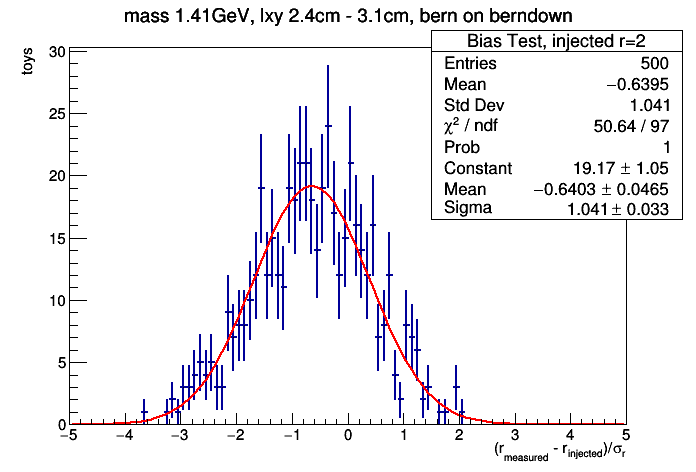 mass 1.41GeV, lxy 2.4cm - 3.1cm, bern on berndown
Bias Test, injected r=2
Entries 500
Mean −0.6395
Std Dev 1.041
χ² / ndf 50.64 / 97
Prob 1
Constant 19.17 ± 1.05
Mean −0.6403 ± 0.0465
Sigma 1.041 ± 0.033
toys
30
25
20
15
10
5
0
−5 −4 −3 −2 −1 0 1 2 3 4 5
(r_measured - r_injected)/σ_r